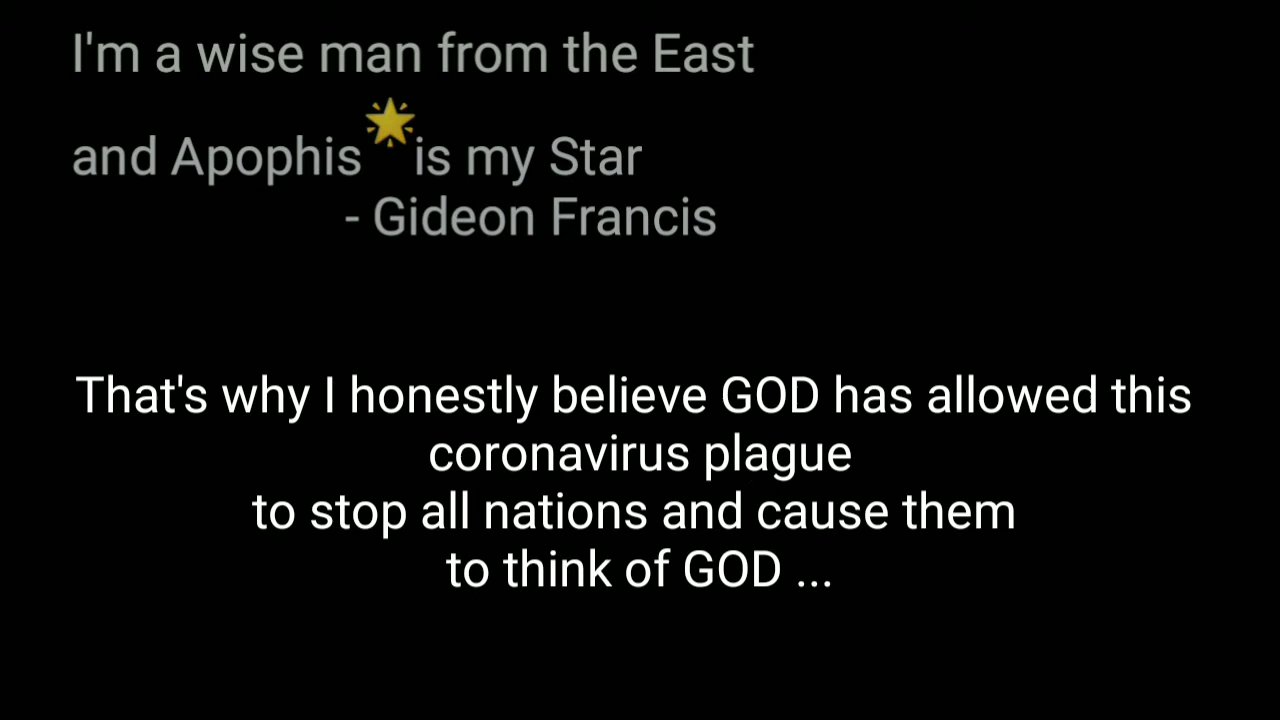 I'm a wise man from the East
and Apophis🌟is my Star
- Gideon Francis
That's why I honestly believe GOD has allowed this
coronavirus plague
to stop all nations and cause them
to think of GOD ...